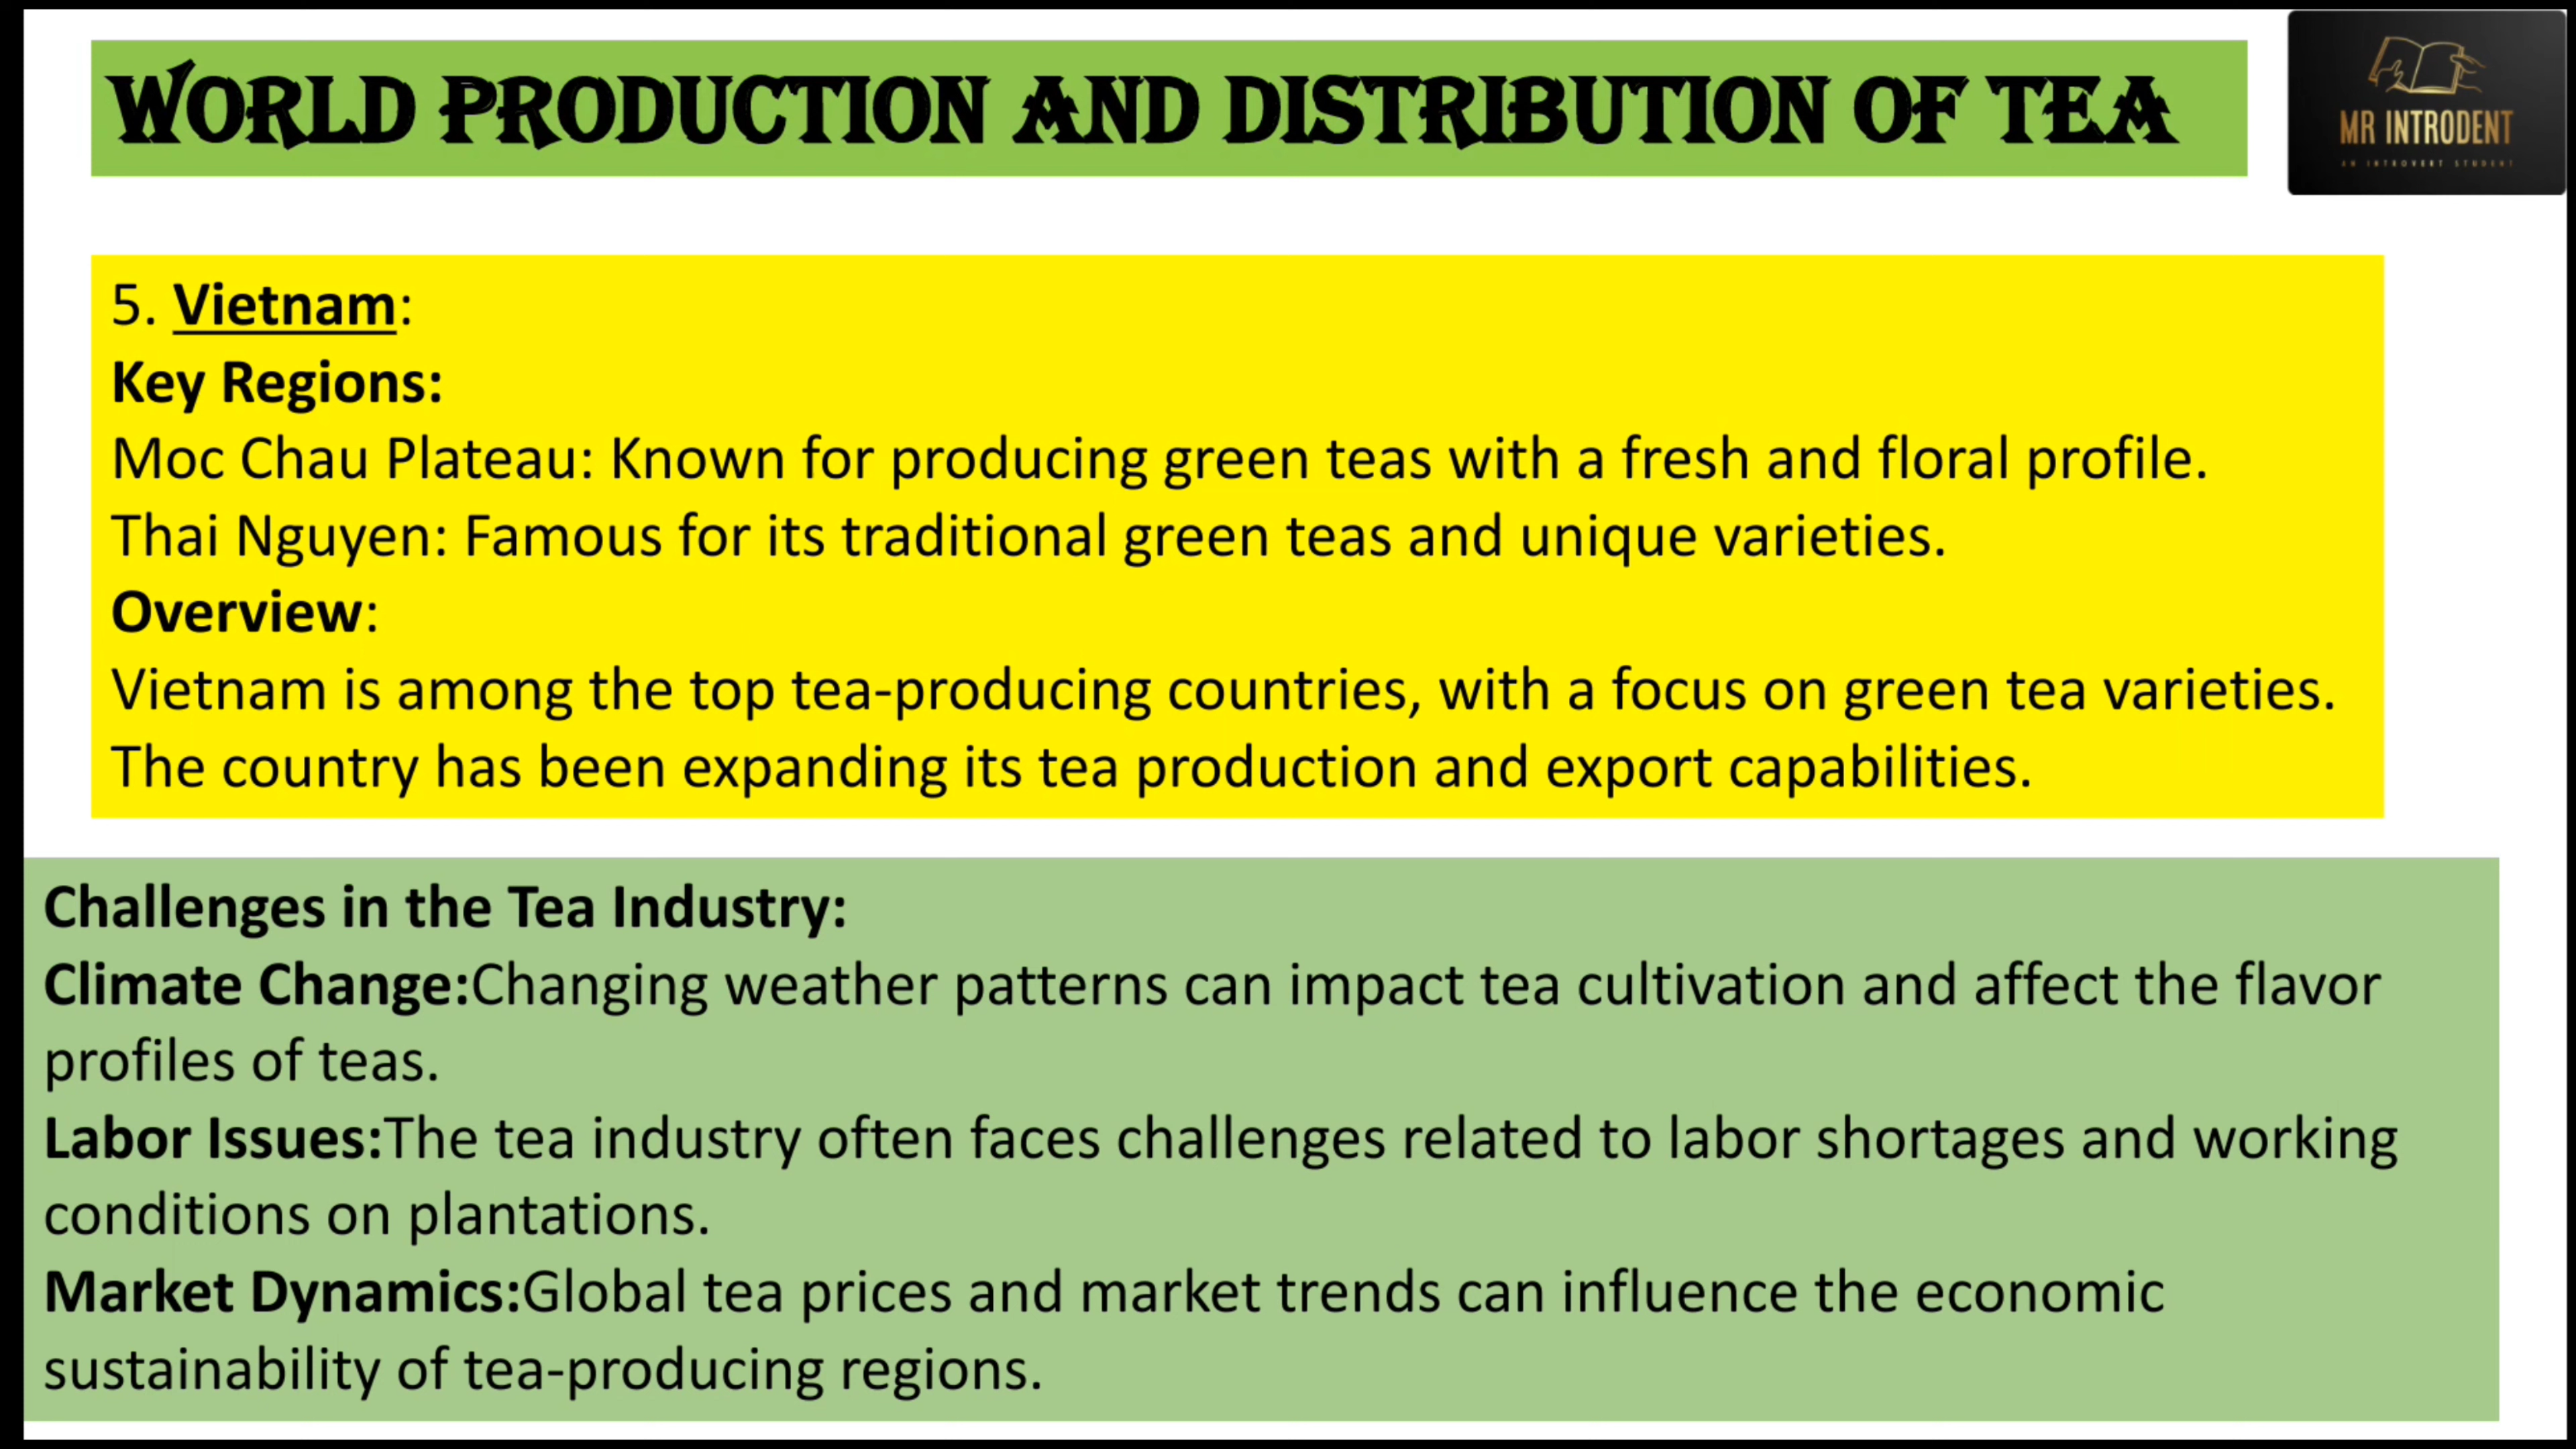 WORLD PRODUCTION AND DISTRIBUTION OF TEA
MR INTRODENT
AN INTROVERT STUDENT
5. Vietnam:
Key Regions:
Moc Chau Plateau: Known for producing green teas with a fresh and floral profile.
Thai Nguyen: Famous for its traditional green teas and unique varieties.
Overview:
Vietnam is among the top tea-producing countries, with a focus on green tea varieties.
The country has been expanding its tea production and export capabilities.
Challenges in the Tea Industry:
Climate Change:Changing weather patterns can impact tea cultivation and affect the flavor
profiles of teas.
Labor Issues:The tea industry often faces challenges related to labor shortages and working
conditions on plantations.
Market Dynamics:Global tea prices and market trends can influence the economic
sustainability of tea-producing regions.